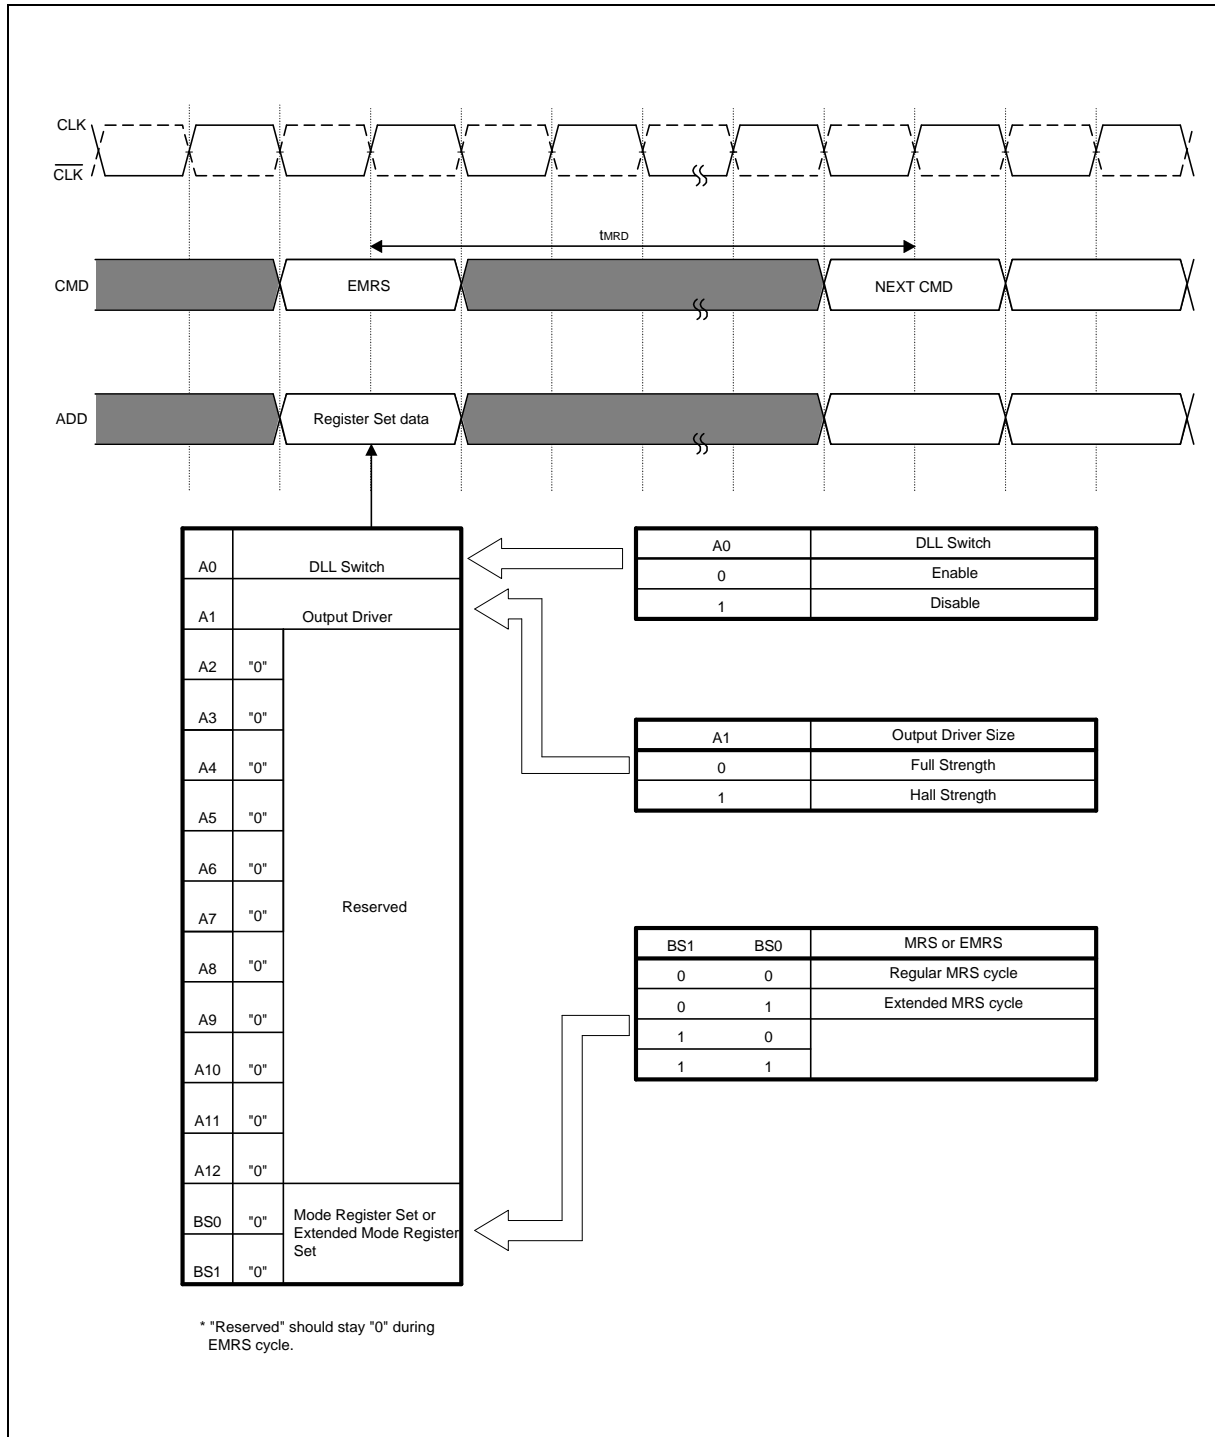 CLK
CLK
tMRD
CMD EMRS NEXT CMD
ADD Register Set data
A0 DLL Switch
A1 Output Driver
A2 "0"
A3 "0"
A4 "0"
A5 "0"
A6 "0"
A7 "0" Reserved
A8 "0"
A9 "0"
A10 "0"
A11 "0"
A12 "0"
BS0 "0" Mode Register Set or
Extended Mode Register
Set
BS1 "0"
* "Reserved" should stay "0" during
EMRS cycle.
A0 DLL Switch
0 Enable
1 Disable
A1 Output Driver Size
0 Full Strength
1 Hall Strength
BS1 BS0 MRS or EMRS
0 0 Regular MRS cycle
0 1 Extended MRS cycle
1 0
1 1